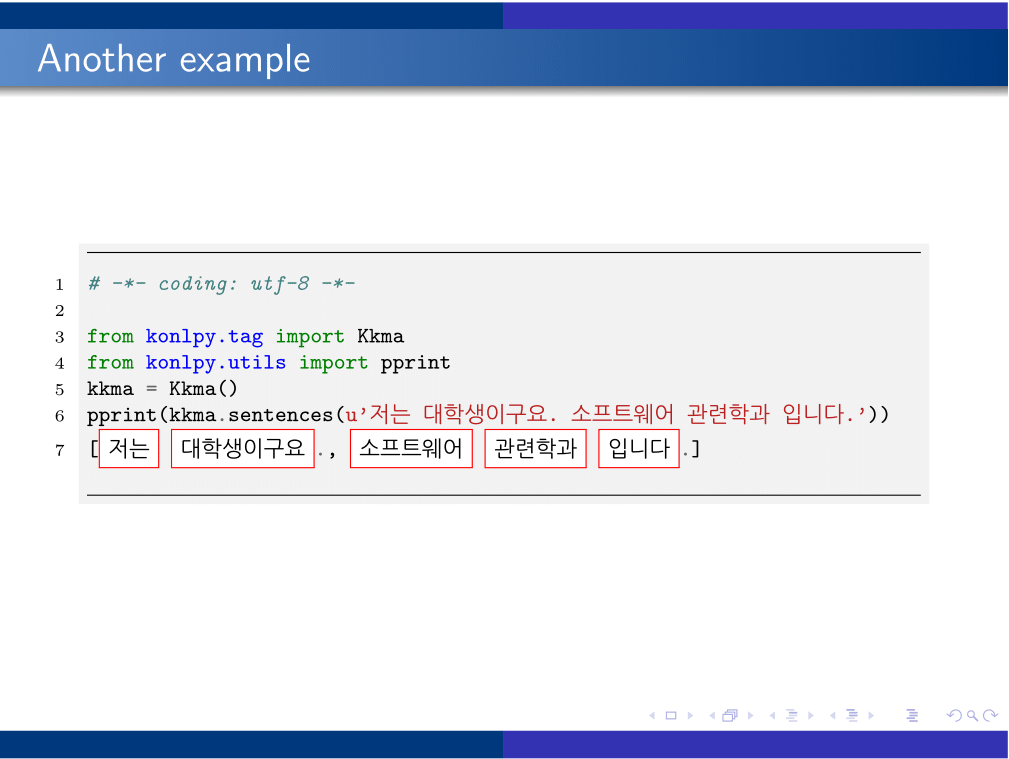 Another example
1 # -*- coding: utf-8 -*-
2
3 from konlpy.tag import Kkma
4 from konlpy.utils import pprint
5 kkma = Kkma()
6 pprint(kkma.sentences(u'저는 대학생이구요. 소프트웨어 관련학과 입니다.'))
7 [저는 대학생이구요., 소프트웨어 관련학과 입니다.]